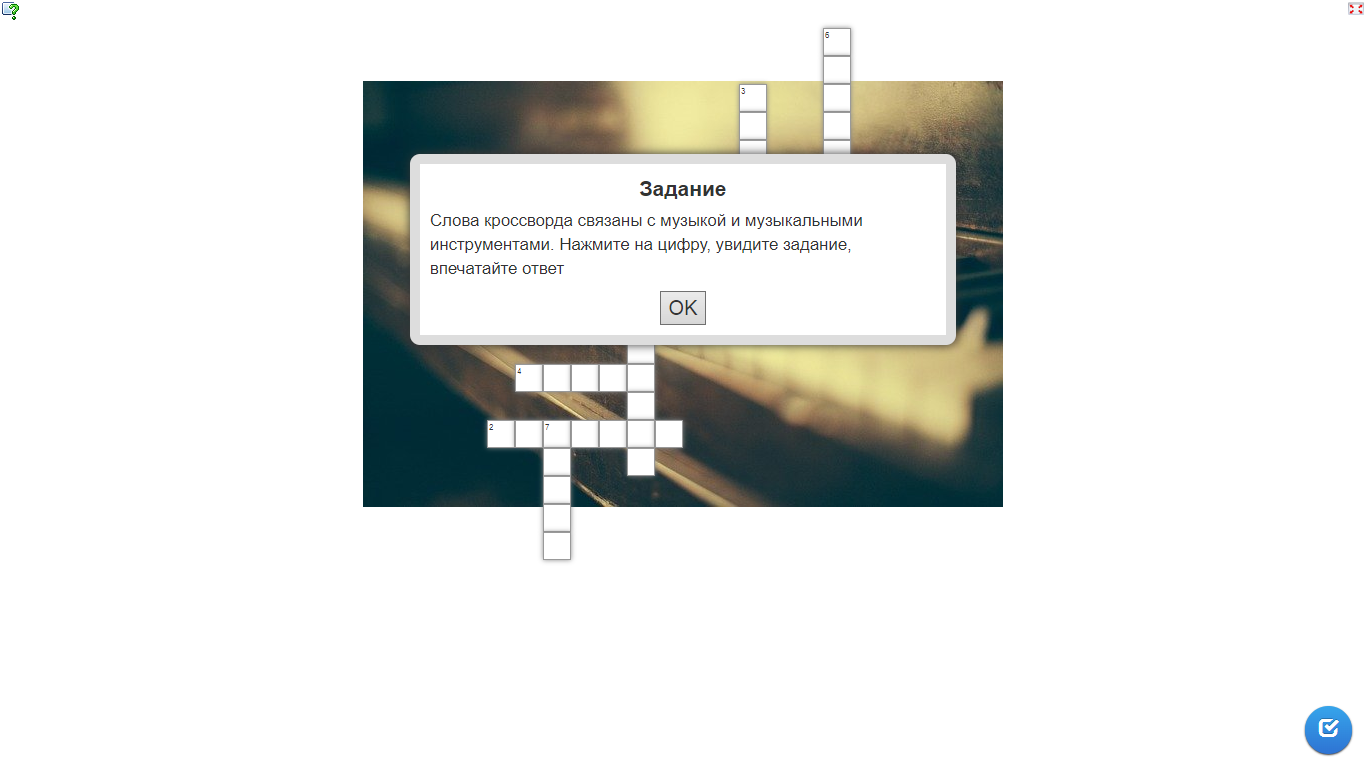 6
3
Задание
Слова кроссворда связаны с музыкой и музыкальными
инструментами. Нажмите на цифру, увидите задание,
впечатайте ответ
OK
4
2 7